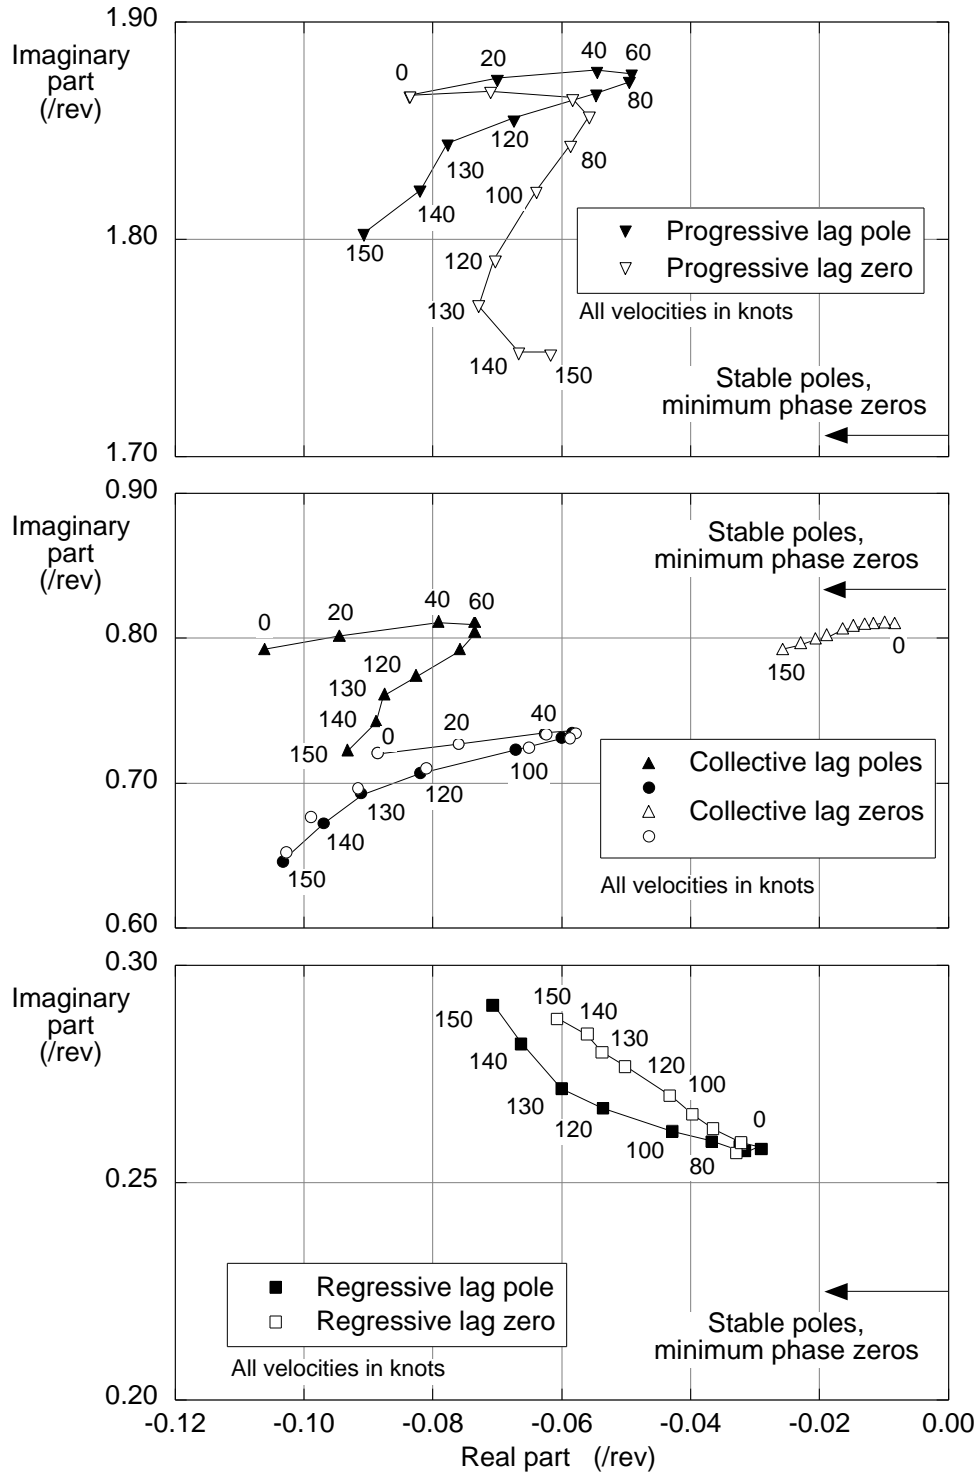 1.90
Imaginary
part
(/rev)
0
20
40
60
80
120
130
140
150
80
100
120
130
140
150
1.80
Progressive lag pole
Progressive lag zero
All velocities in knots
Stable poles,
minimum phase zeros
1.70
0.90
Imaginary
part
(/rev)
Stable poles,
minimum phase zeros
0
20
40
60
0.80
120
130
140
150
0
150
0
20
40
100
120
130
140
150
0.70
Collective lag poles
Collective lag zeros
All velocities in knots
0.60
0.30
Imaginary
part
(/rev)
150
140
130
120
100
80
150
140
130
120
100
0
0.25
Regressive lag pole
Regressive lag zero
All velocities in knots
Stable poles,
minimum phase zeros
0.20
-0.12 -0.10 -0.08 -0.06 -0.04 -0.02 0.00
Real part (/rev)